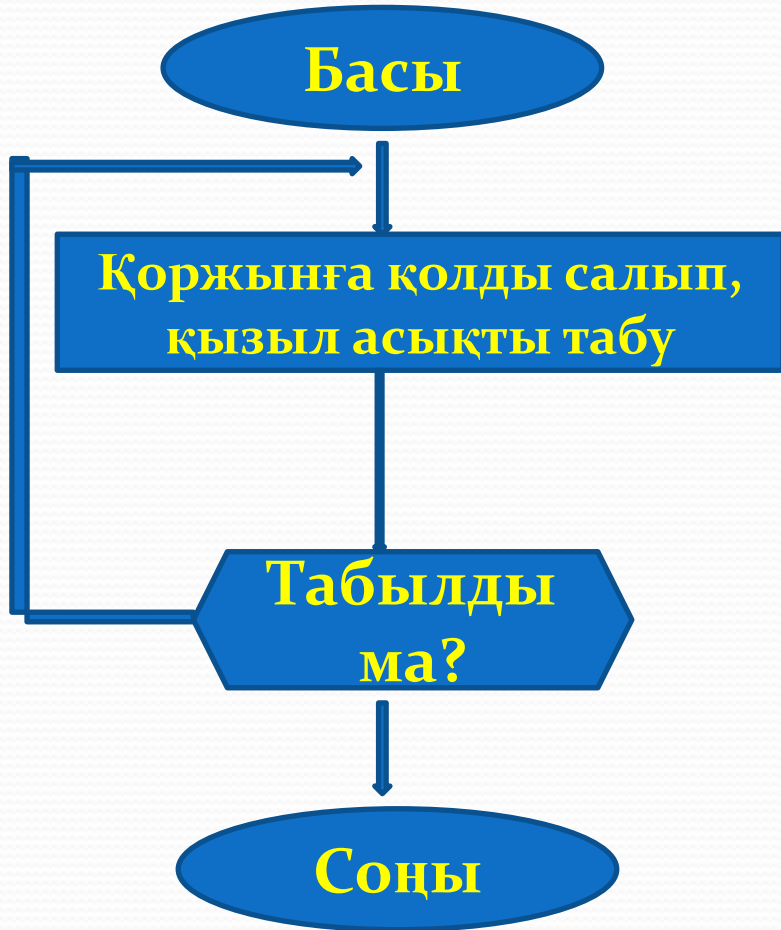 Басы
Қоржынға қолды салып,
қызыл асықты табу
Табылды
ма?
Соңы